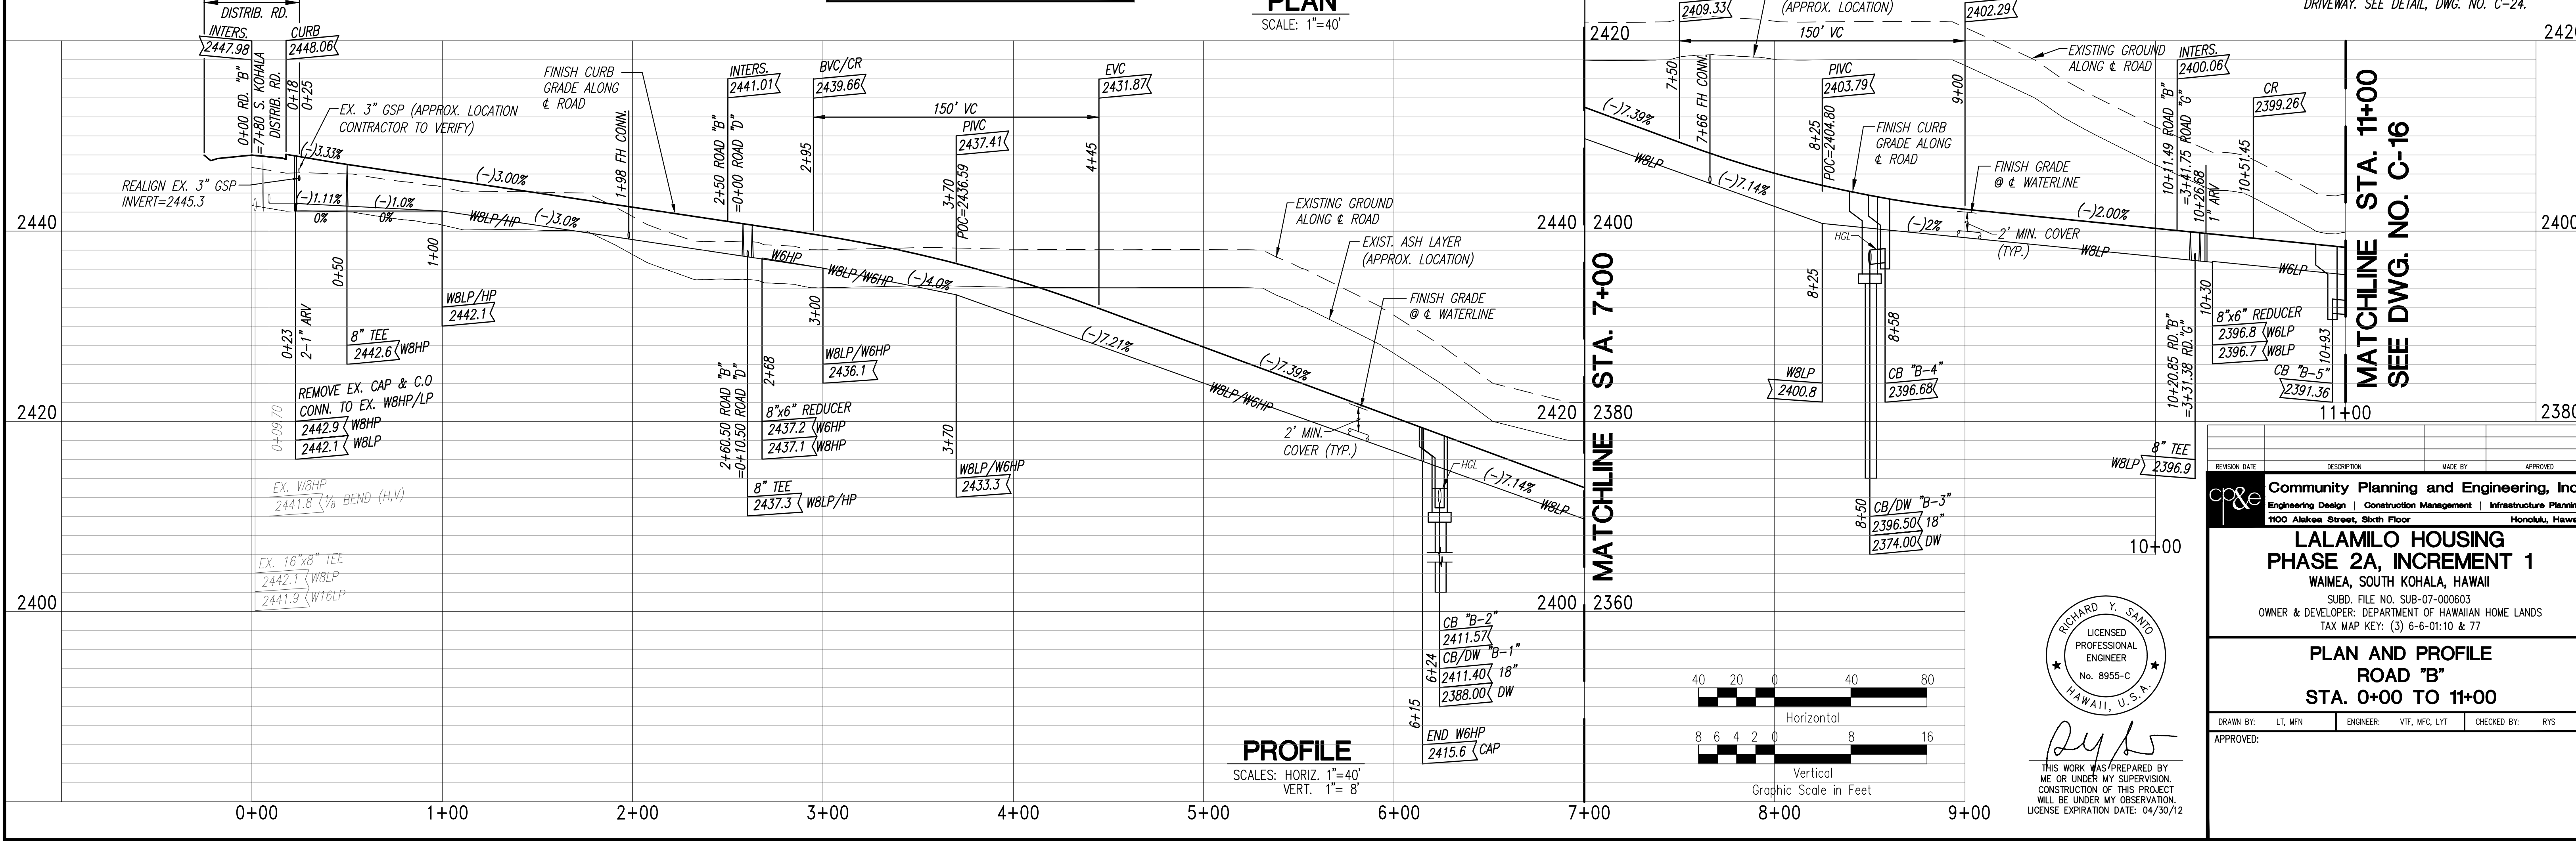 DISTRIB. RD.
PLAN
SCALE: 1"=40'
2409.33
(APPROX. LOCATION)
2402.29
DRIVEWAY. SEE DETAIL, DWG. NO. C-24.
INTERS.
2447.98
CURB
2448.06
0+00 RD. "B"
=7+80 S. KOHALA
DISTRIB. RD.
0+18
0+25
EX. 3" GSP (APPROX. LOCATION
CONTRACTOR TO VERIFY)
(-)3.33%
REALIGN EX. 3" GSP
INVERT=2445.3
(-)1.11%
(-)1.0%
0%
0%
(-)3.00%
FINISH CURB
GRADE ALONG
℄ ROAD
1+98 FH CONN.
INTERS.
2441.01
2+50 ROAD "B"
=0+00 ROAD "D"
BVC/CR
2439.66
2+95
150' VC
PIVC
2437.41
3+70
POC=2436.59
EVC
2431.87
4+45
W8LP/HP
(-)3.0%
W6HP
W8LP/W6HP
(-)4.0%
EXISTING GROUND
ALONG ℄ ROAD
EXIST. ASH LAYER
(APPROX. LOCATION)
FINISH GRADE
@ ℄ WATERLINE
(-)7.21%
(-)7.39%
W8LP/W6HP
2' MIN.
COVER (TYP.)
HGL
(-)7.14%
W8LP
2440
2420
2400
0+23
2-1" ARV
0+50
1+00
W8LP/HP
2442.1
8" TEE
2442.6
W8HP
REMOVE EX. CAP & C.O
CONN. TO EX. W8HP/LP
2442.9
W8HP
2442.1
W8LP
0+09.70
EX. W8HP
2441.8
⅛ BEND (H,V)
EX. 16"x8" TEE
2442.1
W8LP
2441.9
W16LP
2+60.50 ROAD "B"
=0+10.50 ROAD "D"
2+68
8"x6" REDUCER
2437.2
W6HP
2437.1
W8HP
8" TEE
2437.3
W8LP/HP
3+00
W8LP/W6HP
2436.1
3+70
W8LP/W6HP
2433.3
6+24
CB "B-2"
2411.57
CB/DW "B-1"
2411.40
18"
2388.00
DW
6+15
END W6HP
2415.6
CAP
2440
2420
2400
MATCHLINE STA. 7+00
2420
2400
2380
2360
(-)7.39%
W8LP
(-)7.14%
7+50
7+66 FH CONN.
150' VC
PIVC
2403.79
8+25
POC=2404.80
FINISH CURB
GRADE ALONG
℄ ROAD
9+00
EXISTING GROUND
ALONG ℄ ROAD
FINISH GRADE
@ ℄ WATERLINE
(-)2%
HGL
2' MIN. COVER
(TYP.)
(-)2.00%
W8LP
W6LP
8+25
W8LP
2400.8
8+58
CB "B-4"
2396.68
8+50
CB/DW "B-3"
2396.50
18"
2374.00
DW
INTERS.
2400.06
10+11.49 ROAD "B"
=3+41.75 ROAD "G"
10+26.68
1" ARV
CR
2399.26
10+51.45
10+30
10+20.85 RD."B"
=3+31.38 RD."G"
8"x6" REDUCER
2396.8
W6LP
2396.7
W8LP
10+93
CB "B-5"
2391.36
8" TEE
W8LP
2396.9
MATCHLINE STA. 11+00
SEE DWG. NO. C-16
2420
2400
2380
11+00
10+00
PROFILE
SCALES: HORIZ. 1"=40'
VERT. 1"= 8'
40 20 0 40 80
Horizontal
8 6 4 2 0 8 16
Vertical
Graphic Scale in Feet
0+00 1+00 2+00 3+00 4+00 5+00 6+00 7+00 8+00 9+00
RICHARD Y. SANTO
LICENSED
PROFESSIONAL
ENGINEER
No. 8955-C
HAWAII, U.S.A.
THIS WORK WAS PREPARED BY
ME OR UNDER MY SUPERVISION.
CONSTRUCTION OF THIS PROJECT
WILL BE UNDER MY OBSERVATION.
LICENSE EXPIRATION DATE: 04/30/12
REVISION DATE DESCRIPTION MADE BY APPROVED
cp&e
Community Planning and Engineering, Inc
Engineering Design | Construction Management | Infrastructure Plannin
1100 Alakea Street, Sixth Floor Honolulu, Hawa
LALAMILO HOUSING
PHASE 2A, INCREMENT 1
WAIMEA, SOUTH KOHALA, HAWAII
SUBD. FILE NO. SUB-07-000603
OWNER & DEVELOPER: DEPARTMENT OF HAWAIIAN HOME LANDS
TAX MAP KEY: (3) 6-6-01:10 & 77
PLAN AND PROFILE
ROAD "B"
STA. 0+00 TO 11+00
DRAWN BY: LT, MFN ENGINEER: VTF, MFC, LYT CHECKED BY: RYS
APPROVED: